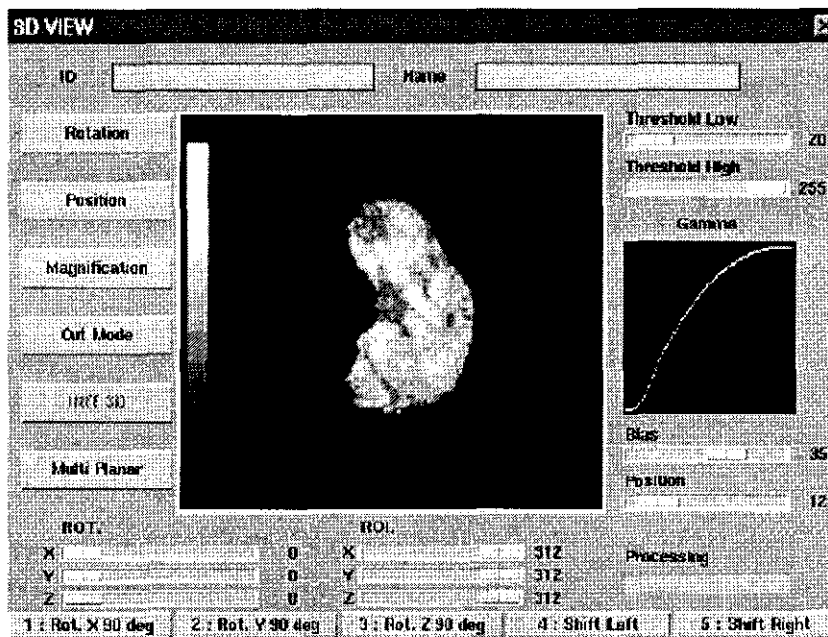 3D VIEW
ID
Name
Rotation
Position
Magnification
Cut Mode
FREE 3D
Multi Planar
Threshold Low
20
Threshold High
255
Gamma
Bias
35
Position
12
ROT.
X 0
Y 0
Z 0
X 312
Y 312
Z 312
Processing
1 : Rot. X 90 deg
2 : Rot. Y 90 deg
3 : Rot. Z 90 deg
4 : Shift Left
5 : Shift Right